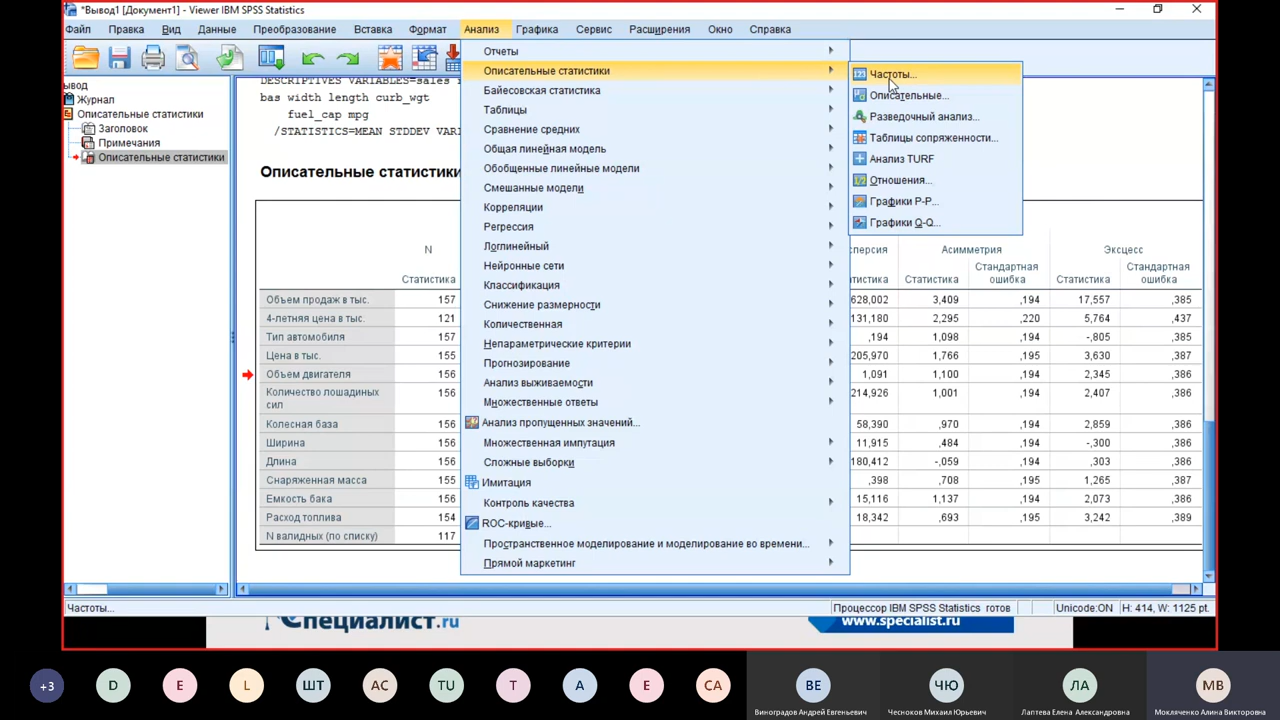 *Вывод1 [Документ1] - Viewer IBM SPSS Statistics
Файл Правка Вид Данные Преобразование Вставка Формат Анализ Графика Сервис Расширения Окно Справка
вывод
Журнал
Описательные статистики
Заголовок
Примечания
Описательные статистики
DESCRIPTIVES VARIABLES=sales
bas width length curb_wgt
fuel_cap mpg
/STATISTICS=MEAN STDDEV VARI
Описательные статистики
Отчеты
Описательные статистики
Байесовская статистика
Таблицы
Сравнение средних
Общая линейная модель
Обобщенные линейные модели
Смешанные модели
Корреляции
Регрессия
Логлинейный
Нейронные сети
Классификация
Снижение размерности
Количественная
Непараметрические критерии
Прогнозирование
Анализ выживаемости
Множественные ответы
Анализ пропущенных значений...
Множественная импутация
Сложные выборки
Имитация
Контроль качества
ROC-кривые...
Пространственное моделирование и моделирование во времени...
Прямой маркетинг
Частоты...
Описательные...
Разведочный анализ...
Таблицы сопряженности...
Анализ TURF
Отношения...
Графики P-P...
Графики Q-Q...
N сперсия Асимметрия Эксцесс
Статистика тистика Статистика Стандартная ошибка Статистика Стандартная ошибка
Объем продаж в тыс. 157 628,002 3,409 ,194 17,557 ,385
4-летняя цена в тыс. 121 131,180 2,295 ,220 5,764 ,437
Тип автомобиля 157 ,194 1,098 ,194 -,805 ,385
Цена в тыс. 155 205,970 1,766 ,195 3,630 ,387
Объем двигателя 156 1,091 1,100 ,194 2,345 ,386
Количество лошадиных сил 156 214,926 1,001 ,194 2,407 ,386
Колесная база 156 58,390 ,970 ,194 2,859 ,386
Ширина 156 11,915 ,484 ,194 -,300 ,386
Длина 156 180,412 -,059 ,194 ,303 ,386
Снаряженная масса 155 ,398 ,708 ,195 1,265 ,387
Емкость бака 156 15,116 1,137 ,194 2,073 ,386
Расход топлива 154 18,342 ,693 ,195 3,242 ,389
N валидных (по списку) 117
Частоты... Процессор IBM SPSS Statistics готов Unicode:ON H: 414, W: 1125 pt.
Специалист.ru www.specialist.ru
+3 D E L ШТ АС TU T A E СА ВЕ ЧЮ ЛА МВ
Виноградов Андрей Евгеньевич Чесноков Михаил Юрьевич Лаптева Елена Александровна Мокляченко Алина Викторовна